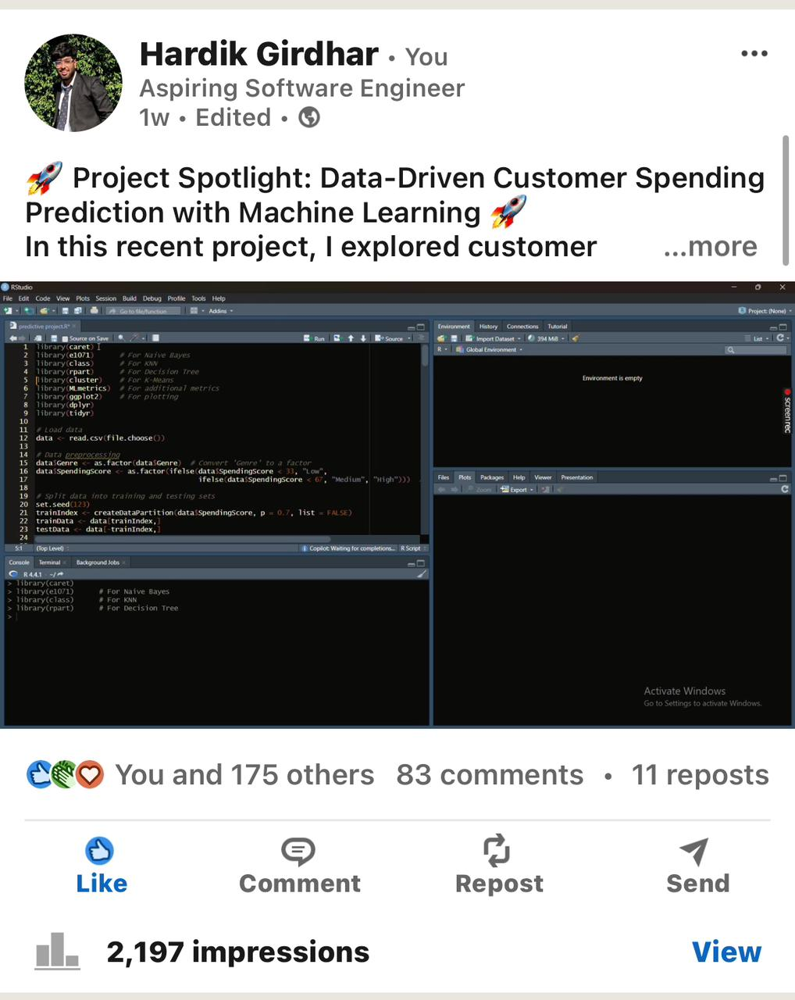 Hardik Girdhar • You
Aspiring Software Engineer
1w • Edited •
🚀 Project Spotlight: Data-Driven Customer Spending
Prediction with Machine Learning 🚀
In this recent project, I explored customer ...more
RStudio
File Edit Code View Plots Session Build Debug Profile Tools Help
Go to file/function Addins
Project: (None)
predictive project.R*
Source on Save Run Source
1 library(caret)
2 library(e1071) # For Naive Bayes
3 library(class) # For KNN
4 library(rpart) # For Decision Tree
5 library(cluster) # For K-Means
6 library(MLmetrics) # For additional metrics
7 library(ggplot2) # For plotting
8 library(dplyr)
9 library(tidyr)
10
11 # Load data
12 data <- read.csv(file.choose())
13
14 # Data preprocessing
15 data$Genre <- as.factor(data$Genre) # Convert 'Genre' to a factor
16 data$SpendingScore <- as.factor(ifelse(data$SpendingScore < 33, "Low",
17 ifelse(data$SpendingScore < 67, "Medium", "High")))
18
19 # Split data into training and testing sets
20 set.seed(123)
21 trainIndex <- createDataPartition(data$SpendingScore, p = 0.7, list = FALSE)
22 trainData <- data[trainIndex,]
23 testData <- data[-trainIndex,]
24
5:1 (Top Level) Copilot: Waiting for completions... R Script
Console Terminal Background Jobs
R 4.4.1 · ~/
> library(caret)
> library(e1071) # For Naive Bayes
> library(class) # For KNN
> library(rpart) # For Decision Tree
>
Environment History Connections Tutorial
Import Dataset 394 MiB List
R Global Environment
Environment is empty
screenrec
Files Plots Packages Help Viewer Presentation
Zoom Export
Activate Windows
Go to Settings to activate Windows.
You and 175 others 83 comments • 11 reposts
Like Comment Repost Send
2,197 impressions View